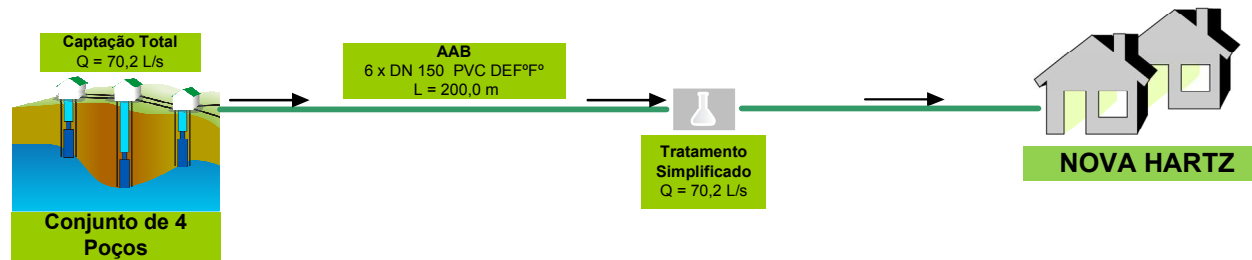 Captação Total
Q = 70,2 L/s
Conjunto de 4
Poços
AAB
6 x DN 150 PVC DEFºFº
L = 200,0 m
Tratamento
Simplificado
Q = 70,2 L/s
NOVA HARTZ